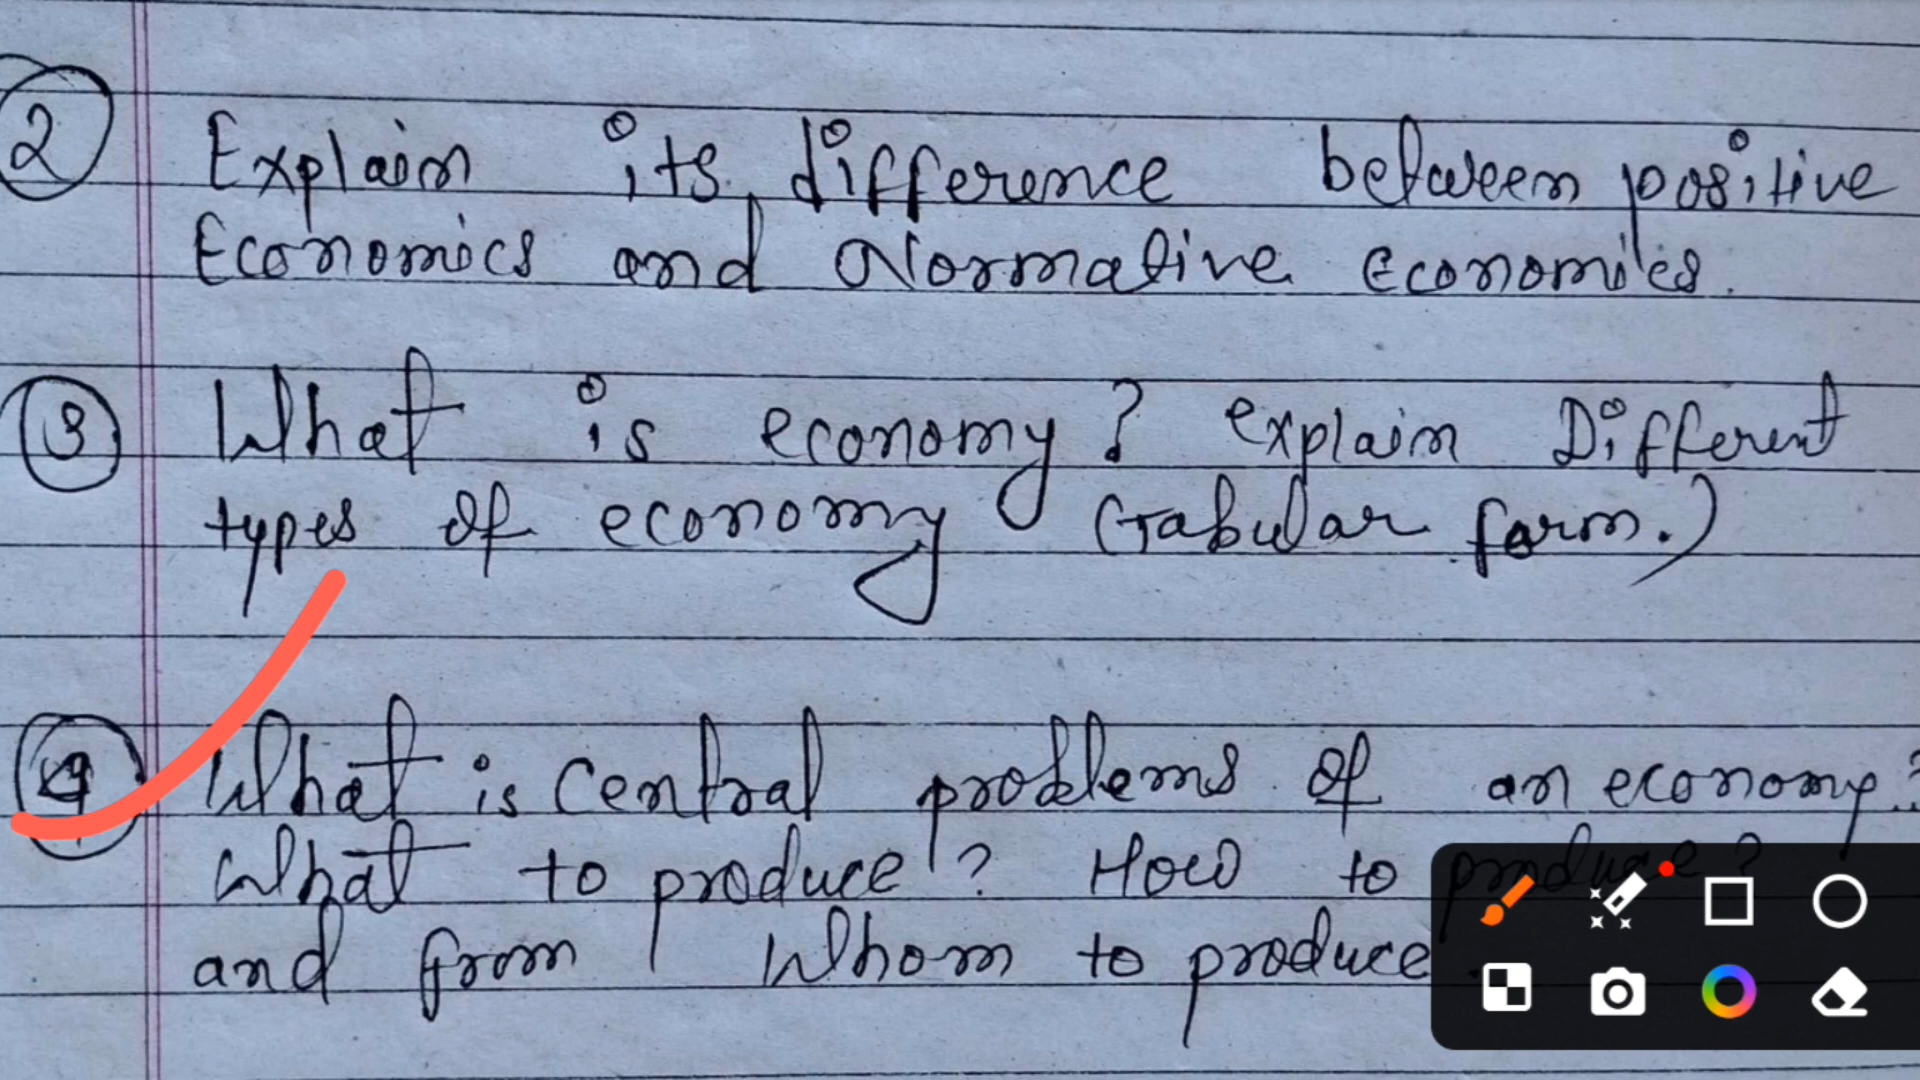 2 Explain its difference between positive
Economics and Normative Economics.
3 What is economy? explain Different
types of economy (Tabular form.)
4 What is central problems of an economy?
What to produce? How to produce?
and from whom to produce